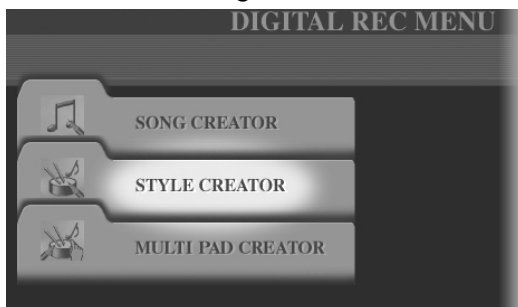 DIGITAL REC MENU
SONG CREATOR
STYLE CREATOR
MULTI PAD CREATOR